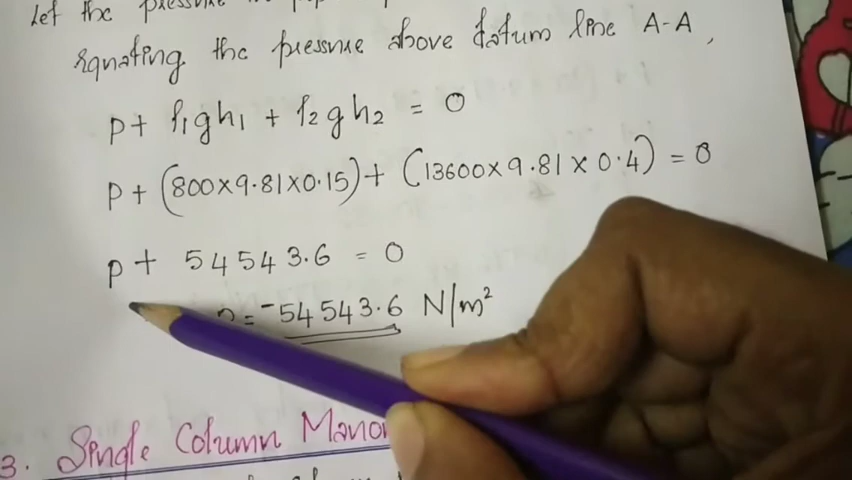 Let the pressure
Equating the pressure above datum line A-A,
p + ρ₁gh₁ + ρ₂gh₂ = 0
p + (800×9.81×0.15) + (13600×9.81×0.4) = 0
p + 54543.6 = 0
p = -54543.6 N/m²
3. Single Column Mano